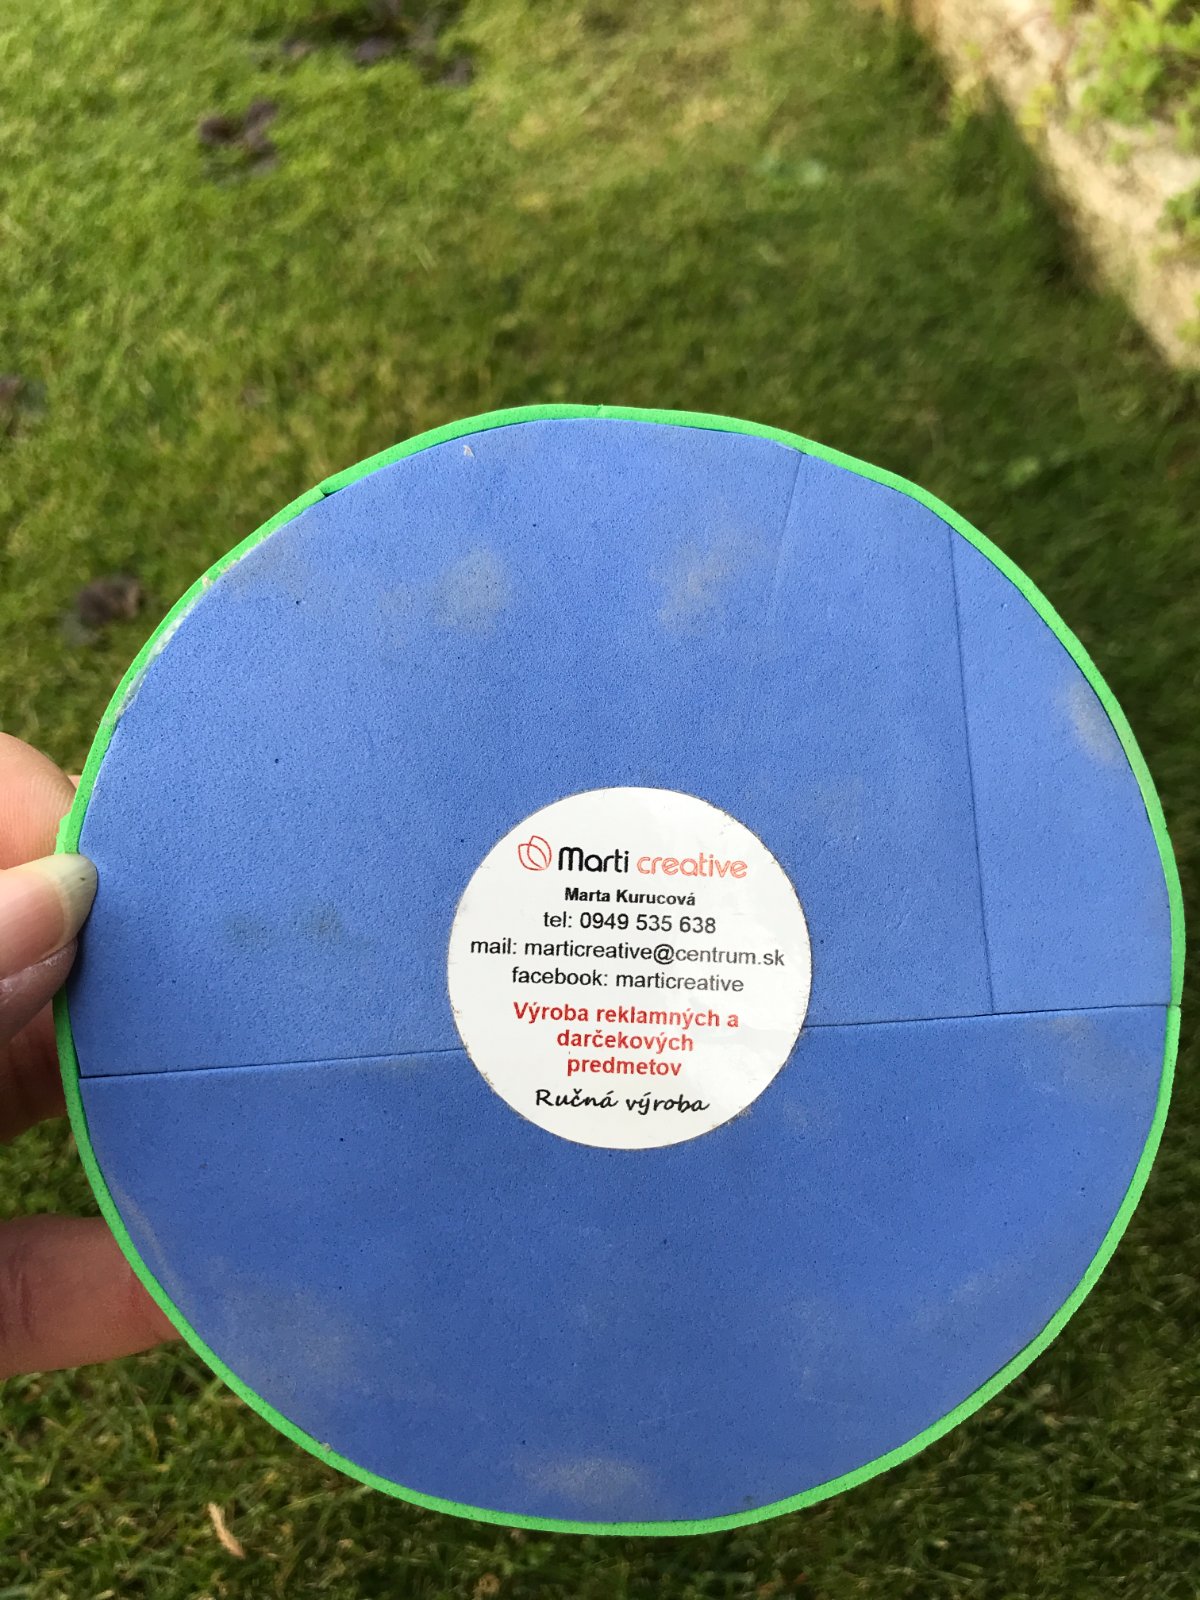 Marti creative
Marta Kurucová
tel: 0949 535 638
mail: marticreative@centrum.sk
facebook: marticreative
Výroba reklamných a
darčekových
predmetov
Ručná výroba